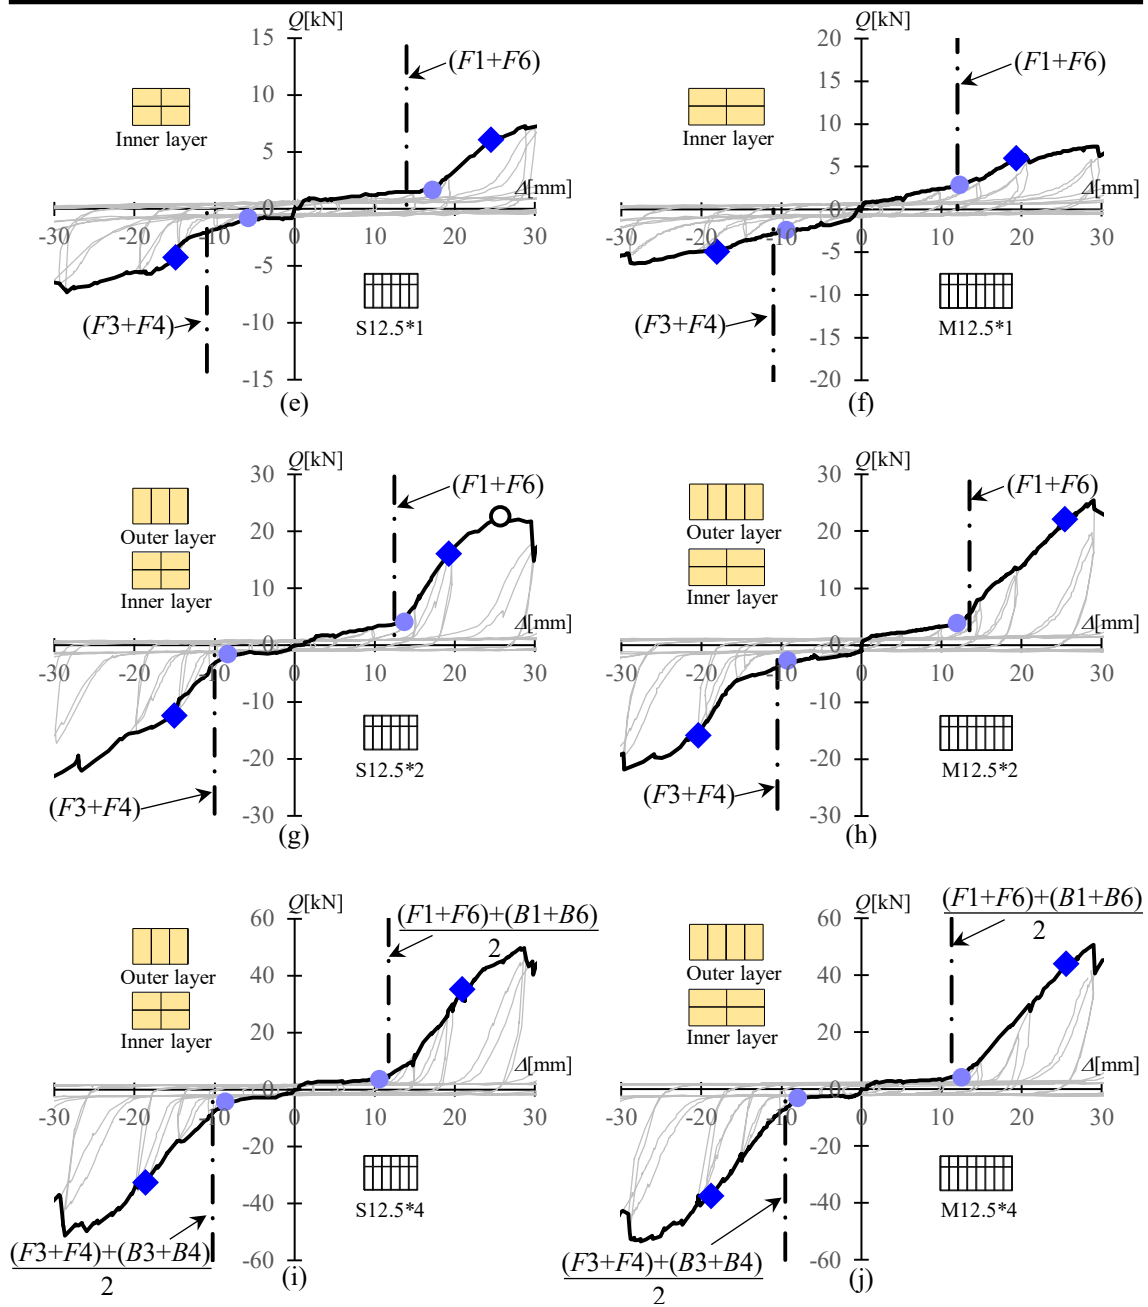 Q[kN]
15
10
5
0
-5
-10
-15
-30
-20
-10
0
10
20
30
Δ[mm]
(F1+F6)
(F3+F4)
Inner layer
S12.5*1
(e)
Q[kN]
20
15
10
5
0
-5
-10
-15
-20
-30
-20
-10
0
10
20
30
Δ[mm]
(F1+F6)
(F3+F4)
Inner layer
M12.5*1
(f)
Q[kN]
30
20
10
0
-10
-20
-30
-30
-20
-10
0
10
20
30
Δ[mm]
(F1+F6)
(F3+F4)
Outer layer
Inner layer
S12.5*2
(g)
Q[kN]
30
20
10
0
-10
-20
-30
-30
-20
-10
0
10
20
30
Δ[mm]
(F1+F6)
(F3+F4)
Outer layer
Inner layer
M12.5*2
(h)
Q[kN]
60
40
20
0
-20
-40
-60
-30
-20
-10
0
10
20
30
Δ[mm]
(F1+F6)+(B1+B6)
2
(F3+F4)+(B3+B4)
2
Outer layer
Inner layer
S12.5*4
(i)
Q[kN]
60
40
20
0
-20
-40
-60
-30
-20
-10
0
10
20
30
Δ[mm]
(F1+F6)+(B1+B6)
2
(F3+F4)+(B3+B4)
2
Outer layer
Inner layer
M12.5*4
(j)